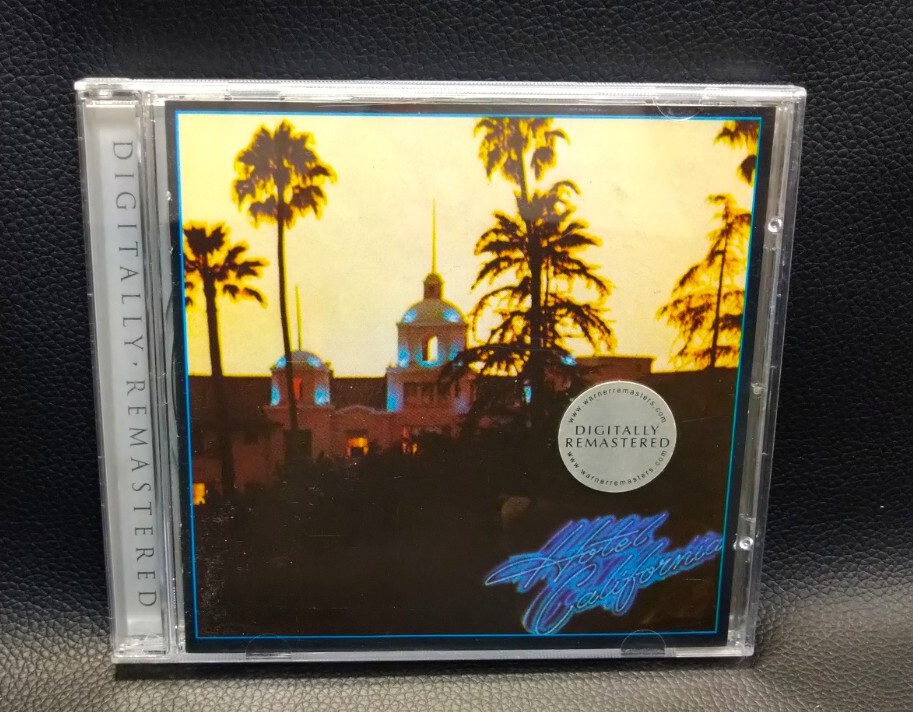 DIGITALLY · REMASTERED
www.warnerremasters.com
DIGITALLY
REMASTERED
www.warnerremasters.com
Hotel
California